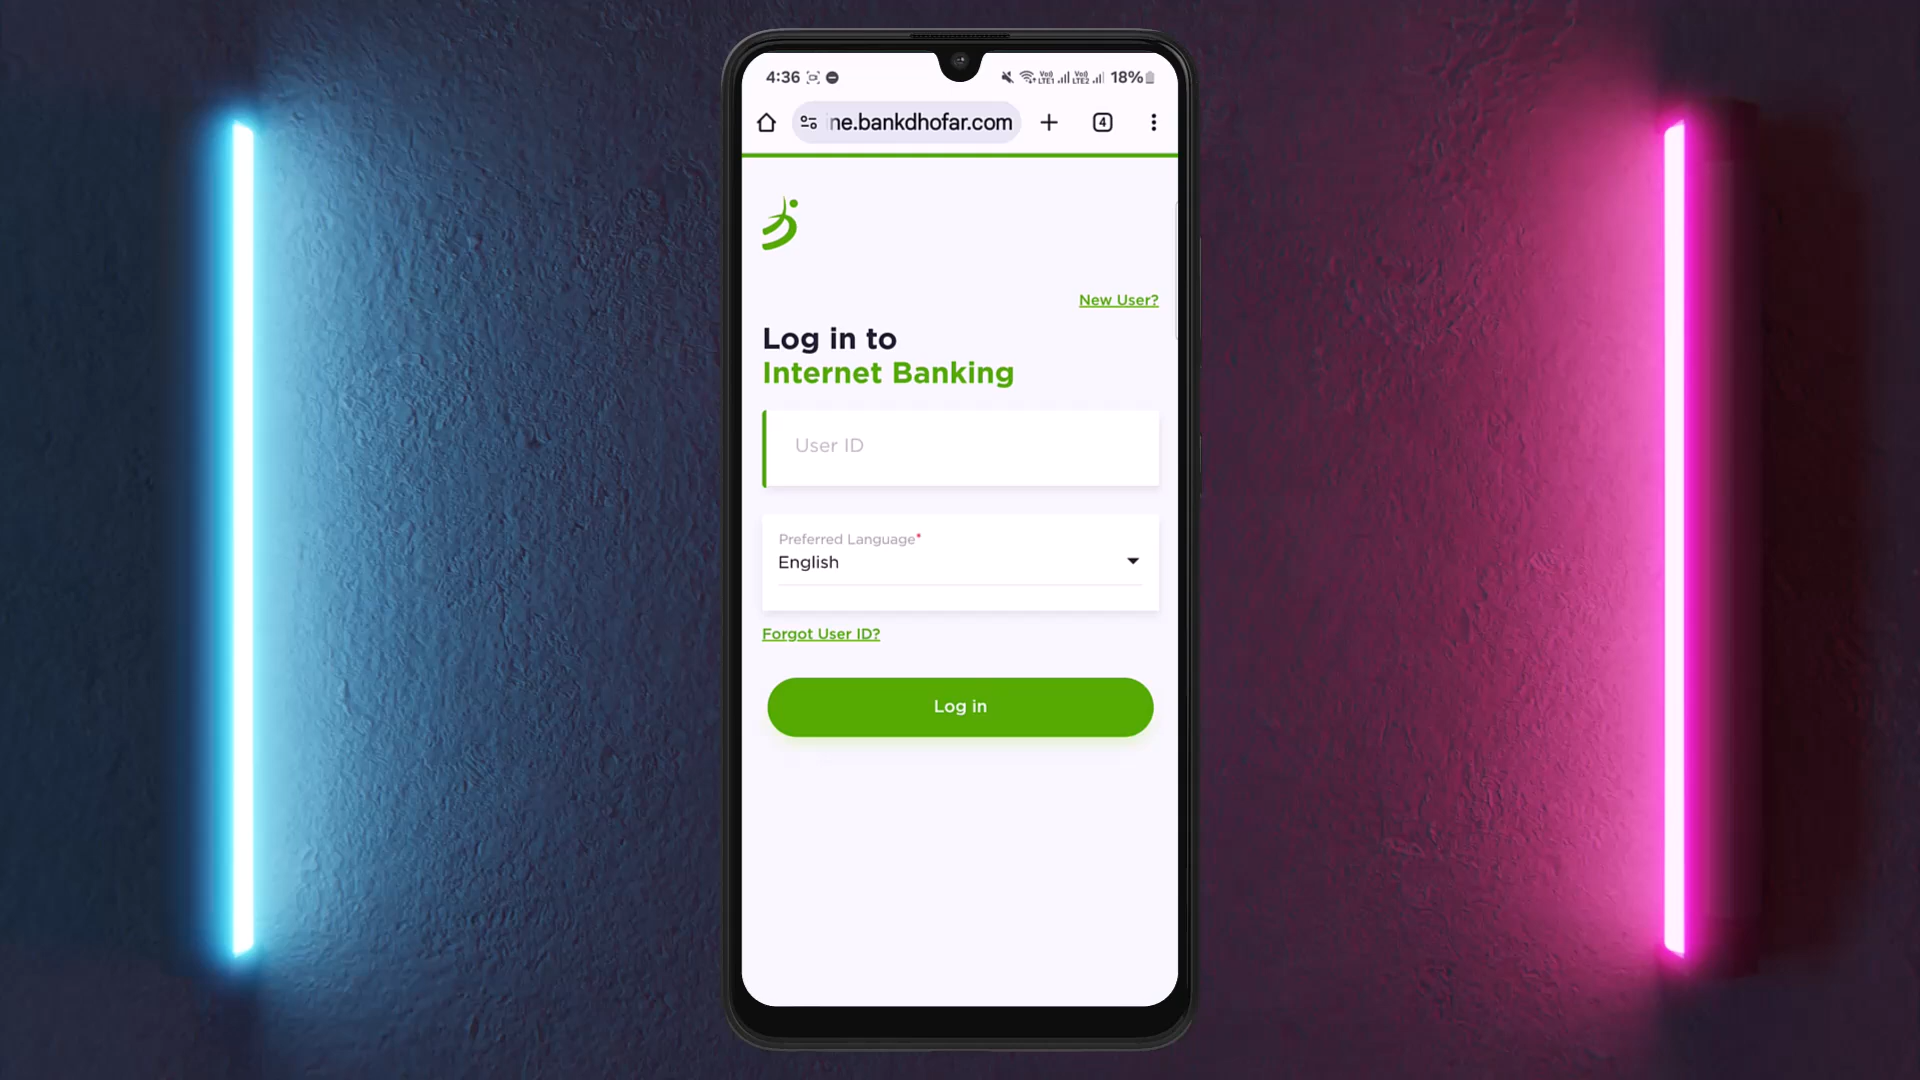 4:36 18%
ne.bankdhofar.com 4
New User?
Log in to
Internet Banking
User ID
Preferred Language*
English
Forgot User ID?
Log in